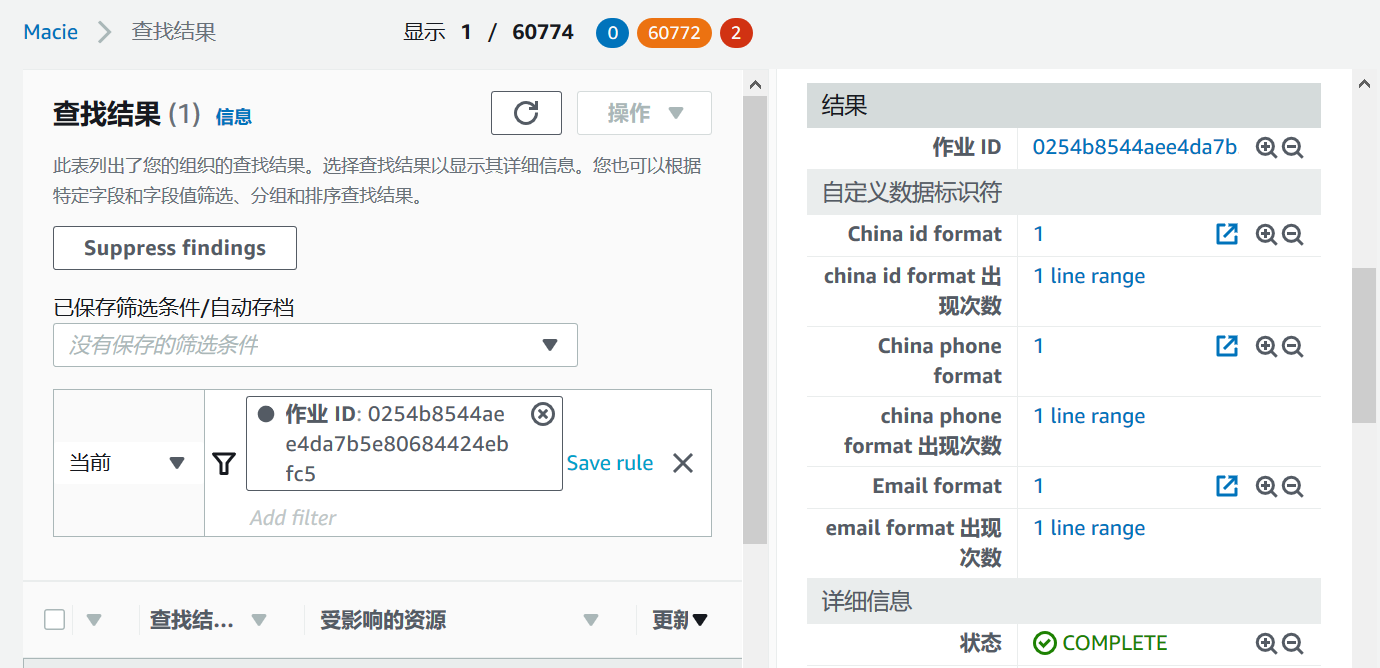 Macie
查找结果
显示 1 / 60774
0
60772
2
查找结果 (1) 信息
操作
此表列出了您的组织的查找结果。选择查找结果以显示其详细信息。您也可以根据
特定字段和字段值筛选、分组和排序查找结果。
Suppress findings
已保存筛选条件/自动存档
没有保存的筛选条件
当前
作业 ID: 0254b8544ae
e4da7b5e80684424eb
fc5
Save rule
Add filter
查找结...
受影响的资源
更新
结果
作业 ID
0254b8544aee4da7b
自定义数据标识符
China id format
1
china id format 出
现次数
1 line range
China phone
format
1
china phone
format 出现次数
1 line range
Email format
1
email format 出现
次数
1 line range
详细信息
状态
COMPLETE